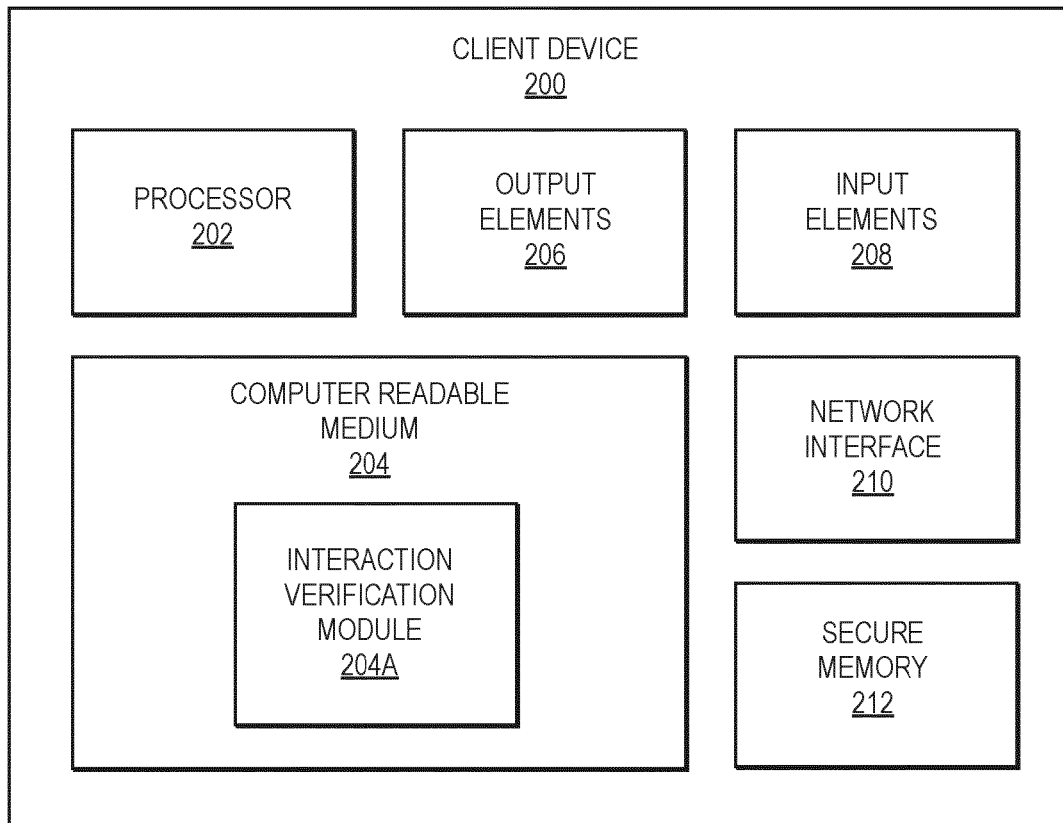 CLIENT DEVICE
200
PROCESSOR
202
OUTPUT
ELEMENTS
206
INPUT
ELEMENTS
208
COMPUTER READABLE
MEDIUM
204
INTERACTION
VERIFICATION
MODULE
204A
NETWORK
INTERFACE
210
SECURE
MEMORY
212